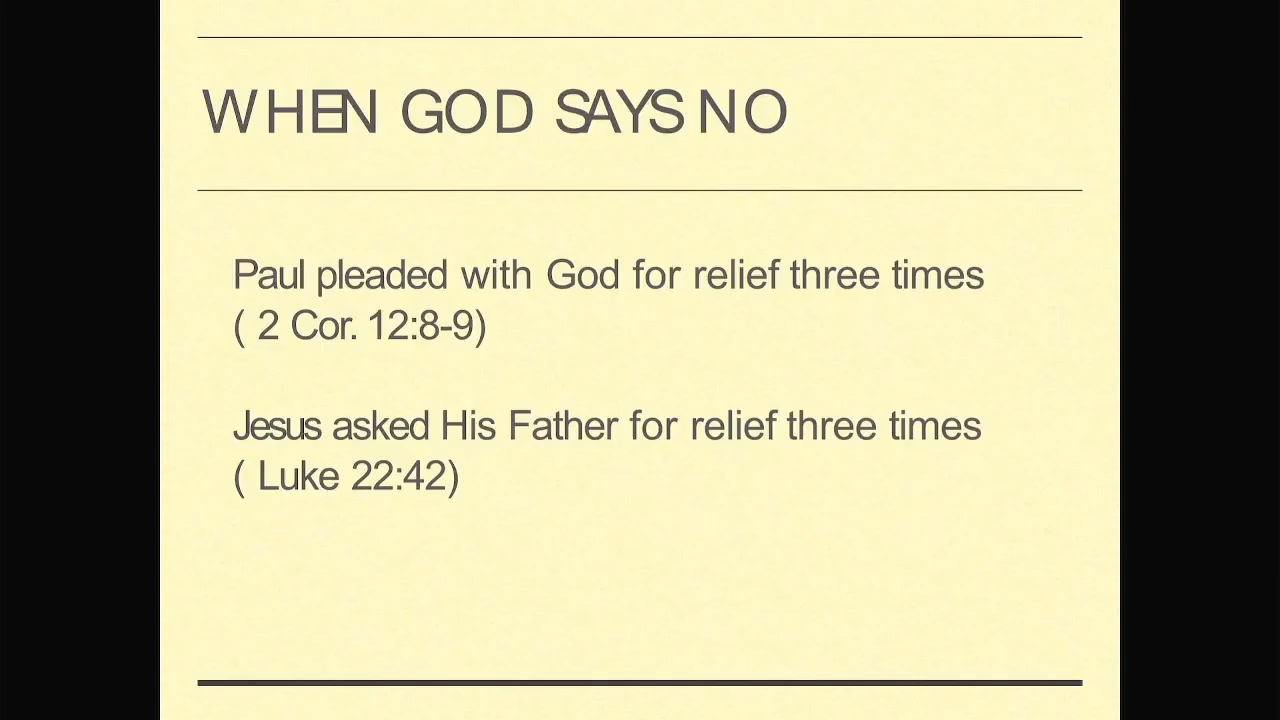 WHEN GOD SAYS NO
Paul pleaded with God for relief three times
( 2 Cor. 12:8-9)
Jesus asked His Father for relief three times
( Luke 22:42)